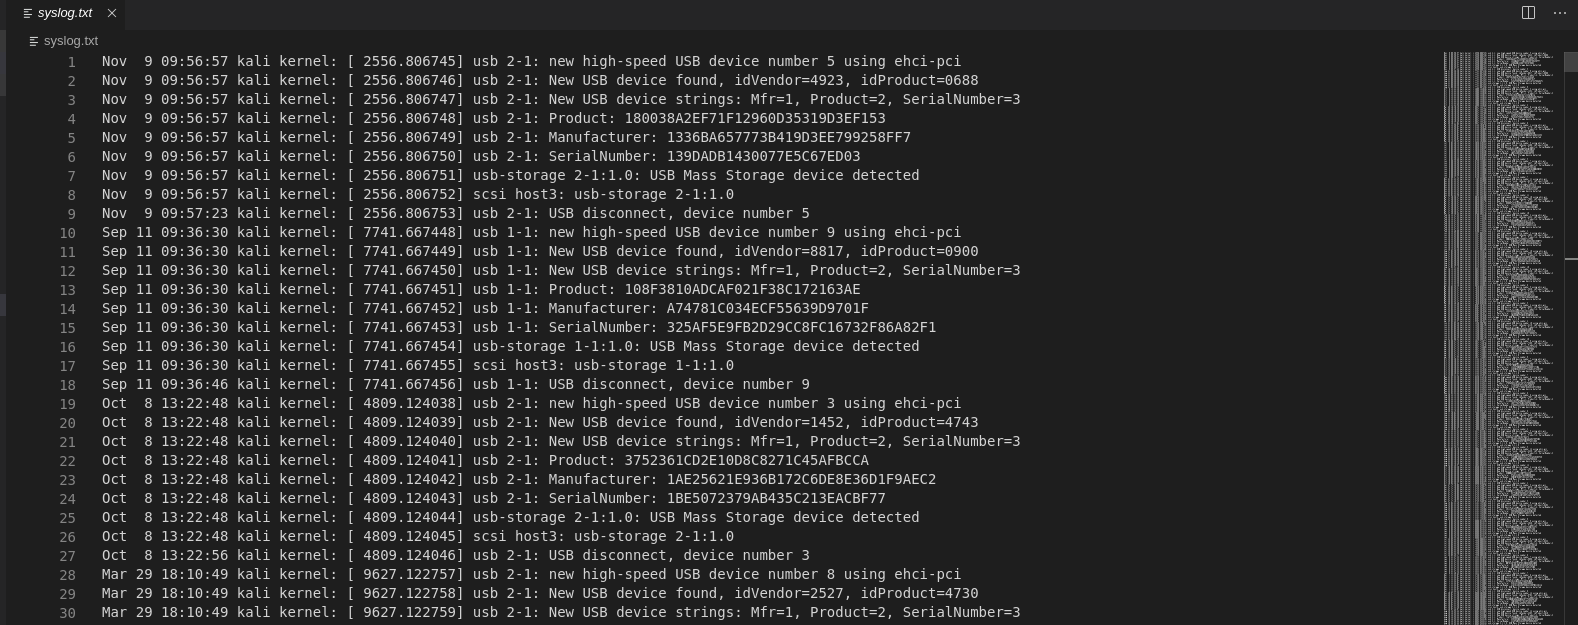 syslog.txt
syslog.txt
1 Nov  9 09:56:57 kali kernel: [ 2556.806745] usb 2-1: new high-speed USB device number 5 using ehci-pci
2 Nov  9 09:56:57 kali kernel: [ 2556.806746] usb 2-1: New USB device found, idVendor=4923, idProduct=0688
3 Nov  9 09:56:57 kali kernel: [ 2556.806747] usb 2-1: New USB device strings: Mfr=1, Product=2, SerialNumber=3
4 Nov  9 09:56:57 kali kernel: [ 2556.806748] usb 2-1: Product: 180038A2EF71F12960D35319D3EF153
5 Nov  9 09:56:57 kali kernel: [ 2556.806749] usb 2-1: Manufacturer: 1336BA657773B419D3EE799258FF7
6 Nov  9 09:56:57 kali kernel: [ 2556.806750] usb 2-1: SerialNumber: 139DADB1430077E5C67ED03
7 Nov  9 09:56:57 kali kernel: [ 2556.806751] usb-storage 2-1:1.0: USB Mass Storage device detected
8 Nov  9 09:56:57 kali kernel: [ 2556.806752] scsi host3: usb-storage 2-1:1.0
9 Nov  9 09:57:23 kali kernel: [ 2556.806753] usb 2-1: USB disconnect, device number 5
10 Sep 11 09:36:30 kali kernel: [ 7741.667448] usb 1-1: new high-speed USB device number 9 using ehci-pci
11 Sep 11 09:36:30 kali kernel: [ 7741.667449] usb 1-1: New USB device found, idVendor=8817, idProduct=0900
12 Sep 11 09:36:30 kali kernel: [ 7741.667450] usb 1-1: New USB device strings: Mfr=1, Product=2, SerialNumber=3
13 Sep 11 09:36:30 kali kernel: [ 7741.667451] usb 1-1: Product: 108F3810ADCAF021F38C172163AE
14 Sep 11 09:36:30 kali kernel: [ 7741.667452] usb 1-1: Manufacturer: A74781C034ECF55639D9701F
15 Sep 11 09:36:30 kali kernel: [ 7741.667453] usb 1-1: SerialNumber: 325AF5E9FB2D29CC8FC16732F86A82F1
16 Sep 11 09:36:30 kali kernel: [ 7741.667454] usb-storage 1-1:1.0: USB Mass Storage device detected
17 Sep 11 09:36:30 kali kernel: [ 7741.667455] scsi host3: usb-storage 1-1:1.0
18 Sep 11 09:36:46 kali kernel: [ 7741.667456] usb 1-1: USB disconnect, device number 9
19 Oct  8 13:22:48 kali kernel: [ 4809.124038] usb 2-1: new high-speed USB device number 3 using ehci-pci
20 Oct  8 13:22:48 kali kernel: [ 4809.124039] usb 2-1: New USB device found, idVendor=1452, idProduct=4743
21 Oct  8 13:22:48 kali kernel: [ 4809.124040] usb 2-1: New USB device strings: Mfr=1, Product=2, SerialNumber=3
22 Oct  8 13:22:48 kali kernel: [ 4809.124041] usb 2-1: Product: 3752361CD2E10D8C8271C45AFBCCA
23 Oct  8 13:22:48 kali kernel: [ 4809.124042] usb 2-1: Manufacturer: 1AE25621E936B172C6DE8E36D1F9AEC2
24 Oct  8 13:22:48 kali kernel: [ 4809.124043] usb 2-1: SerialNumber: 1BE5072379AB435C213EACBF77
25 Oct  8 13:22:48 kali kernel: [ 4809.124044] usb-storage 2-1:1.0: USB Mass Storage device detected
26 Oct  8 13:22:48 kali kernel: [ 4809.124045] scsi host3: usb-storage 2-1:1.0
27 Oct  8 13:22:56 kali kernel: [ 4809.124046] usb 2-1: USB disconnect, device number 3
28 Mar 29 18:10:49 kali kernel: [ 9627.122757] usb 2-1: new high-speed USB device number 8 using ehci-pci
29 Mar 29 18:10:49 kali kernel: [ 9627.122758] usb 2-1: New USB device found, idVendor=2527, idProduct=4730
30 Mar 29 18:10:49 kali kernel: [ 9627.122759] usb 2-1: New USB device strings: Mfr=1, Product=2, SerialNumber=3